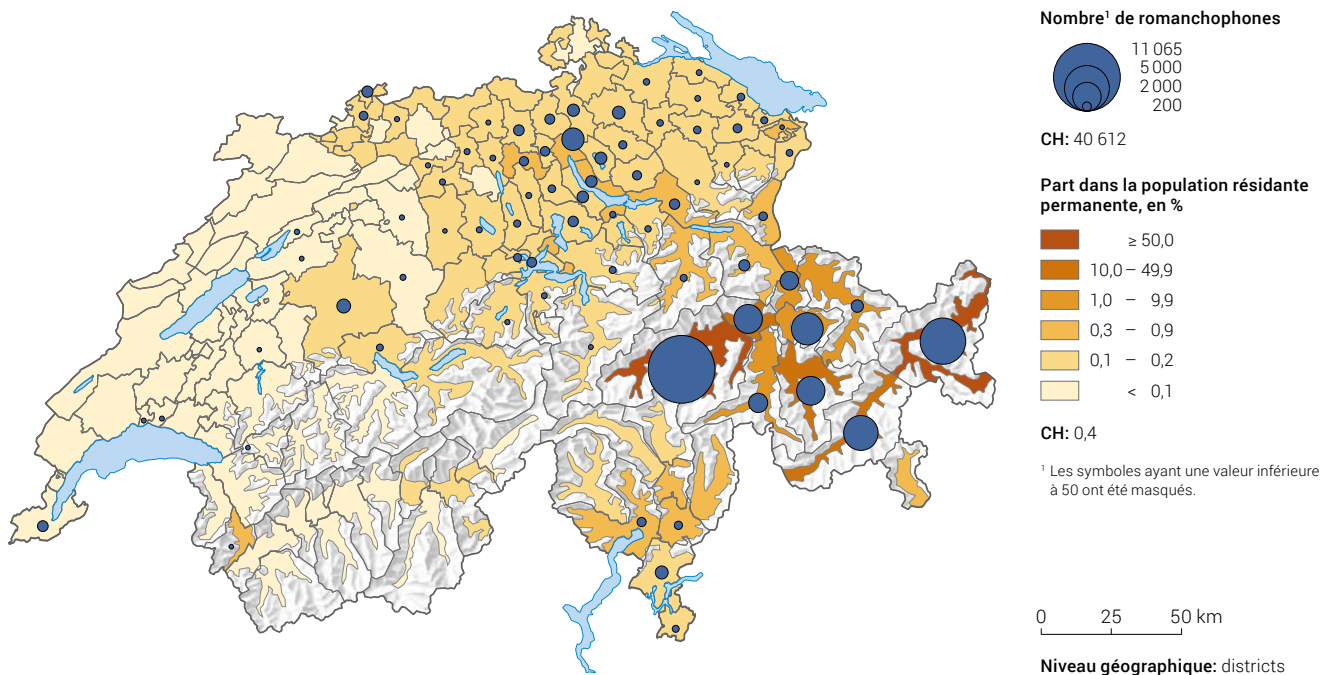 Nombre¹ de romanchophones
11 065
5 000
2 000
200
CH: 40 612
Part dans la population résidante
permanente, en %
≥ 50,0
10,0 – 49,9
1,0 – 9,9
0,3 – 0,9
0,1 – 0,2
< 0,1
CH: 0,4
¹ Les symboles ayant une valeur inférieure
à 50 ont été masqués.
0 25 50 km
Niveau géographique: districts